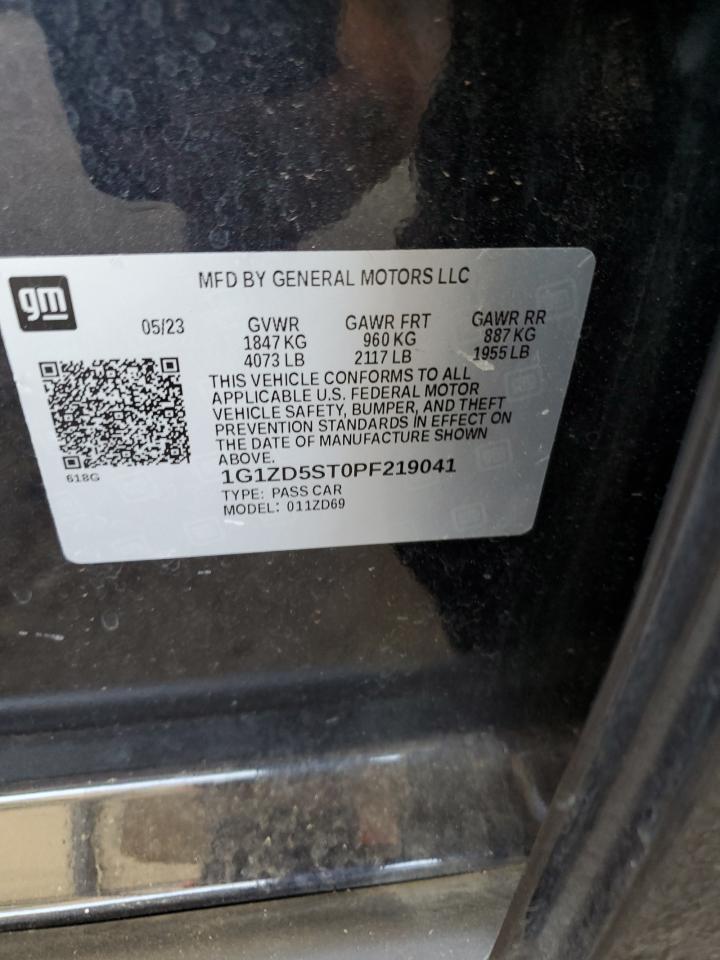 gm
MFD BY GENERAL MOTORS LLC
05/23
GVWR GAWR FRT GAWR RR
1847 KG 960 KG 887 KG
4073 LB 2117 LB 1955 LB
THIS VEHICLE CONFORMS TO ALL
APPLICABLE U.S. FEDERAL MOTOR
VEHICLE SAFETY, BUMPER, AND THEFT
PREVENTION STANDARDS IN EFFECT ON
THE DATE OF MANUFACTURE SHOWN
ABOVE.
618G
1G1ZD5ST0PF219041
TYPE: PASS CAR
MODEL: 011ZD69